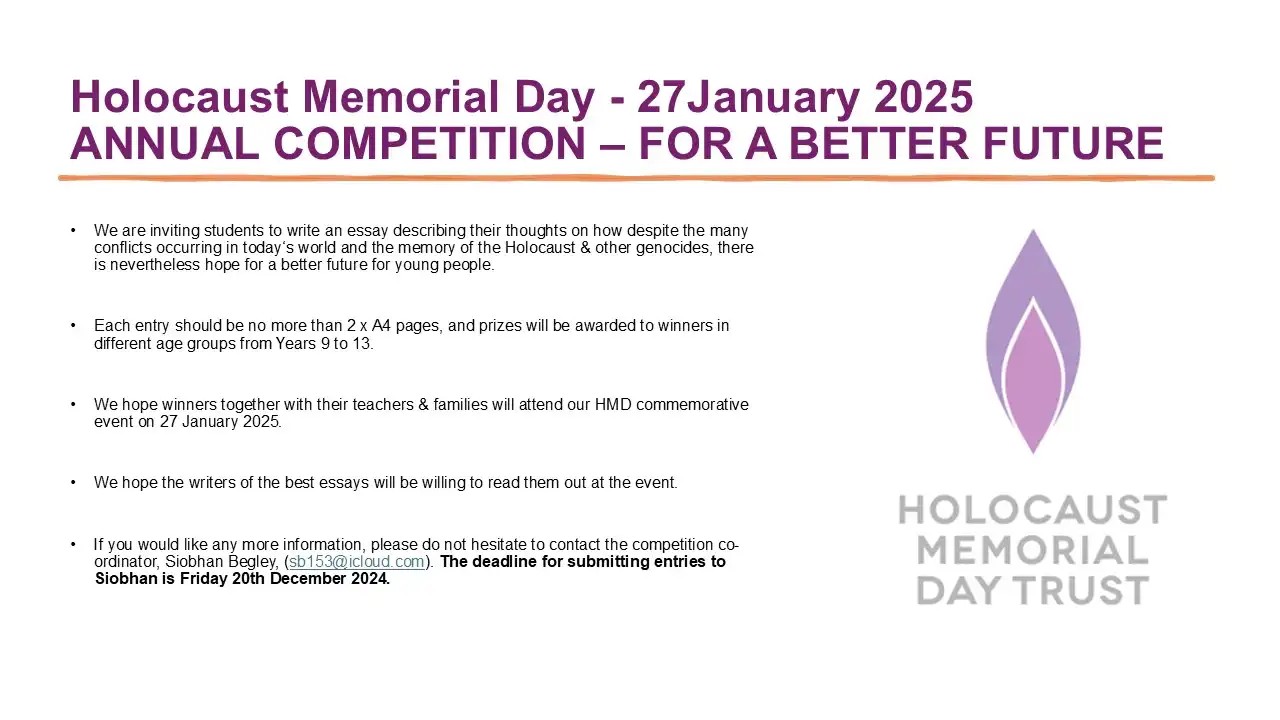 Holocaust Memorial Day - 27January 2025
ANNUAL COMPETITION – FOR A BETTER FUTURE
• We are inviting students to write an essay describing their thoughts on how despite the many
conflicts occurring in today‘s world and the memory of the Holocaust & other genocides, there
is nevertheless hope for a better future for young people.
• Each entry should be no more than 2 x A4 pages, and prizes will be awarded to winners in
different age groups from Years 9 to 13.
• We hope winners together with their teachers & families will attend our HMD commemorative
event on 27 January 2025.
• We hope the writers of the best essays will be willing to read them out at the event.
• If you would like any more information, please do not hesitate to contact the competition co-
ordinator, Siobhan Begley, (sb153@icloud.com). The deadline for submitting entries to
Siobhan is Friday 20th December 2024.
HOLOCAUST
MEMORIAL
DAY TRUST